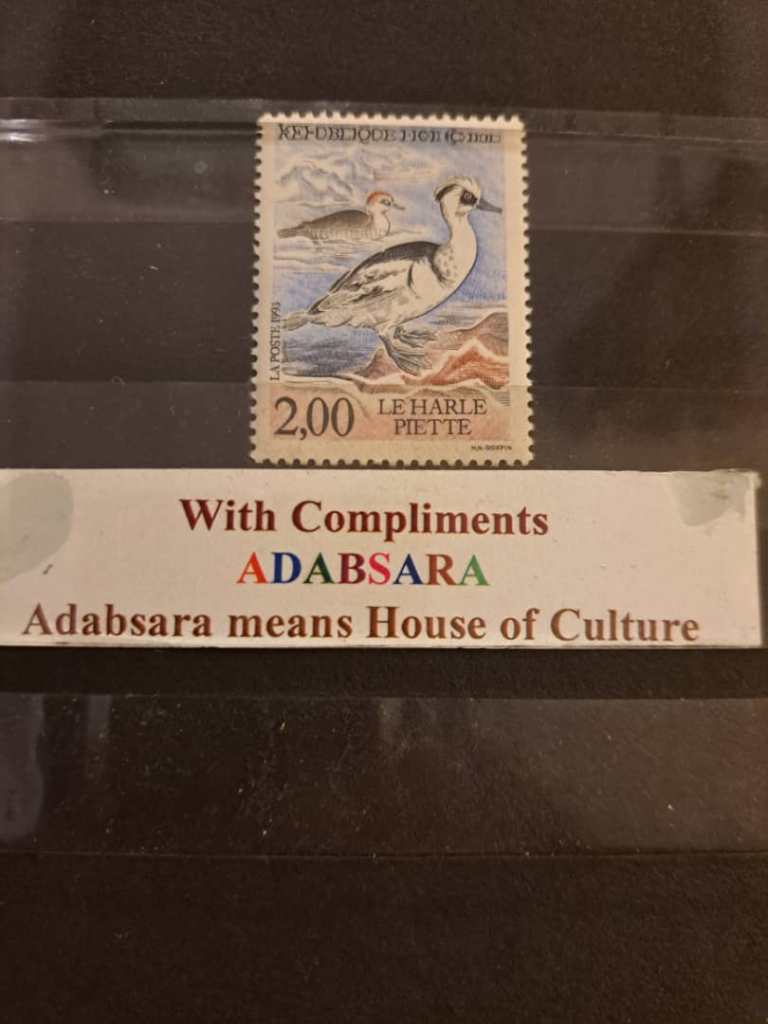 LA POSTE 1993
2,00
LE HARLE
PIETTE
With Compliments
ADABSARA
Adabsara means House of Culture